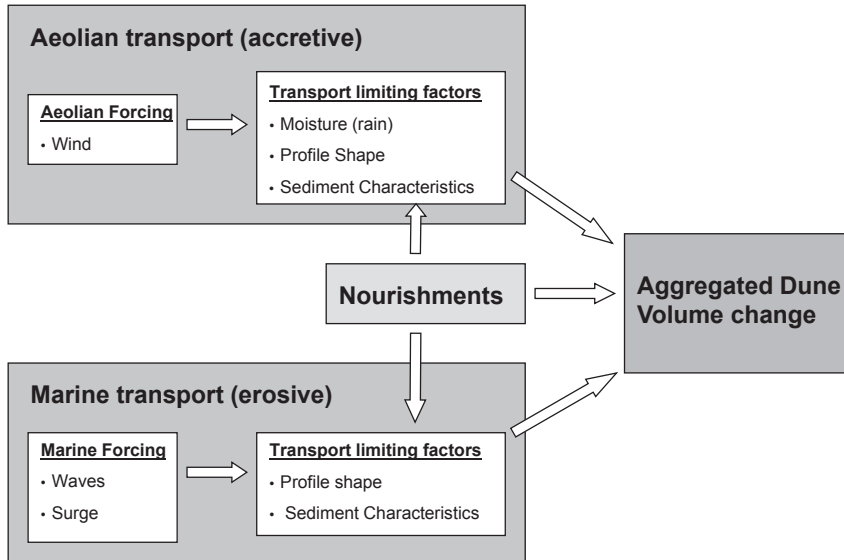 Aeolian transport (accretive)
Aeolian Forcing
• Wind
Transport limiting factors
• Moisture (rain)
• Profile Shape
• Sediment Characteristics
Nourishments
Aggregated Dune
Volume change
Marine transport (erosive)
Marine Forcing
• Waves
• Surge
Transport limiting factors
• Profile shape
• Sediment Characteristics